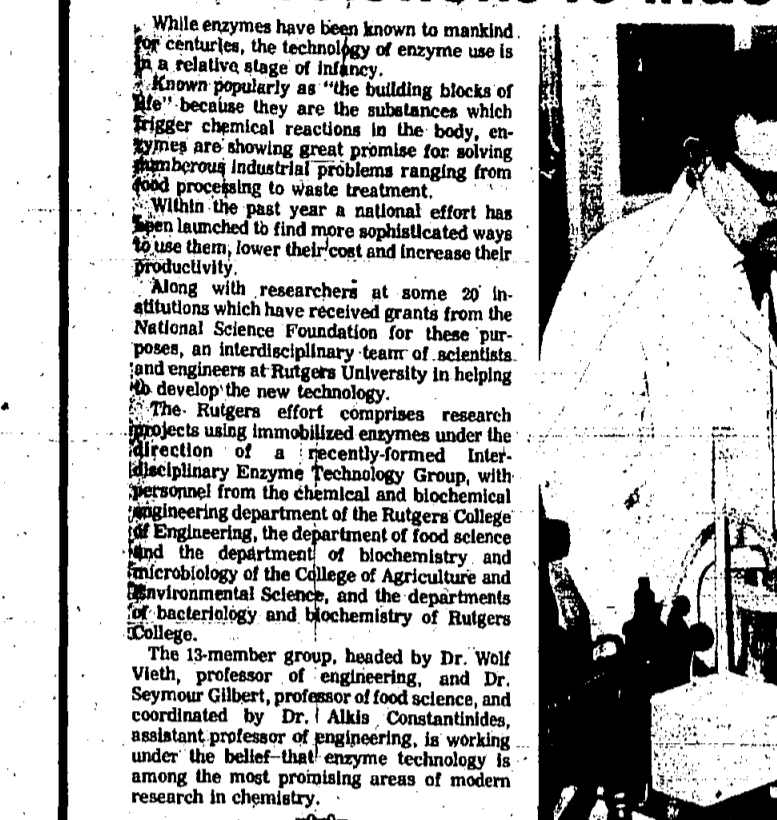 While enzymes have been known to mankind
for centuries, the technology of enzyme use is
in a relative stage of infancy.
Known popularly as "the building blocks of
life" because they are the substances which
trigger chemical reactions in the body, en-
zymes are showing great promise for solving
numberous industrial problems ranging from
food processing to waste treatment.
Within the past year a national effort has
been launched to find more sophisticated ways
to use them, lower their cost and increase their
productivity.
Along with researchers at some 20 in-
stitutions which have received grants from the
National Science Foundation for these pur-
poses, an interdisciplinary team of scientists
and engineers at Rutgers University in helping
to develop the new technology.
The Rutgers effort comprises research
projects using immobilized enzymes under the
direction of a recently-formed Inter-
disciplinary Enzyme Technology Group, with
personnel from the chemical and biochemical
engineering department of the Rutgers College
of Engineering, the department of food science
and the department of biochemistry and
microbiology of the College of Agriculture and
Environmental Science, and the departments
of bacteriology and biochemistry of Rutgers
College.
The 13-member group, headed by Dr. Wolf
Vieth, professor of engineering, and Dr.
Seymour Gilbert, professor of food science, and
coordinated by Dr. Alkis Constantinides,
assistant professor of engineering, is working
under the belief that enzyme technology is
among the most promising areas of modern
research in chemistry.